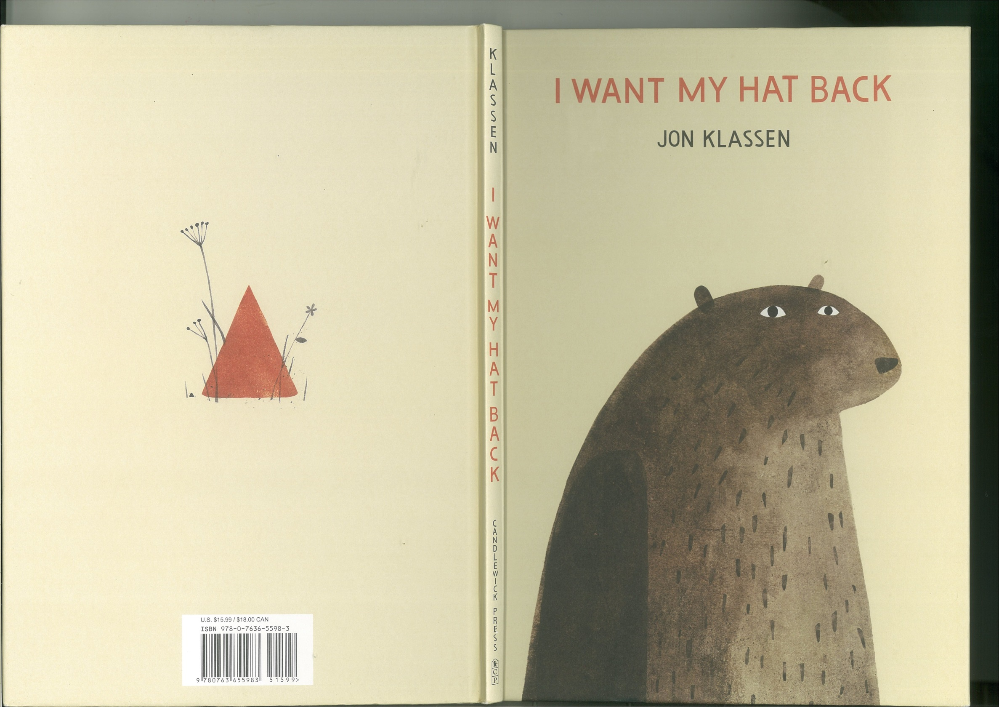 I WANT MY HAT BACK
JON KLASSEN
KLASSEN I WANT MY HAT BACK CANDLEWICK PRESS
CP
U.S. $15.99 / $18.00 CAN
ISBN 978-0-7636-5598-3
9 780763 655983 51599>